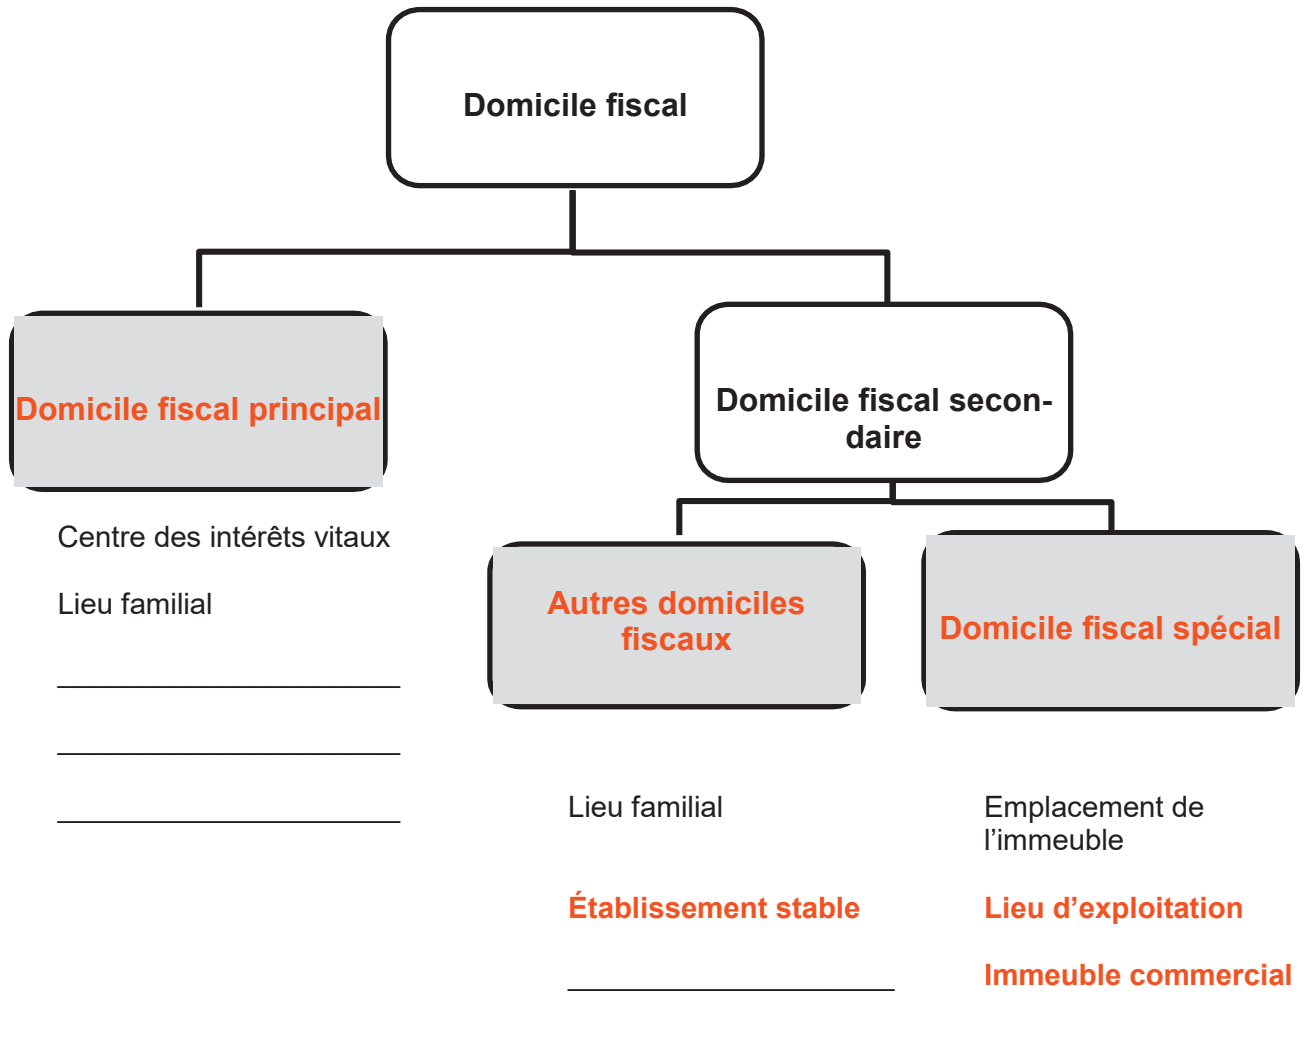 Domicile fiscal
Domicile fiscal principal
Domicile fiscal secon-
daire
Centre des intérêts vitaux
Lieu familial
Autres domiciles
fiscaux
Domicile fiscal spécial
Lieu familial
Établissement stable
Emplacement de
l’immeuble
Lieu d’exploitation
Immeuble commercial